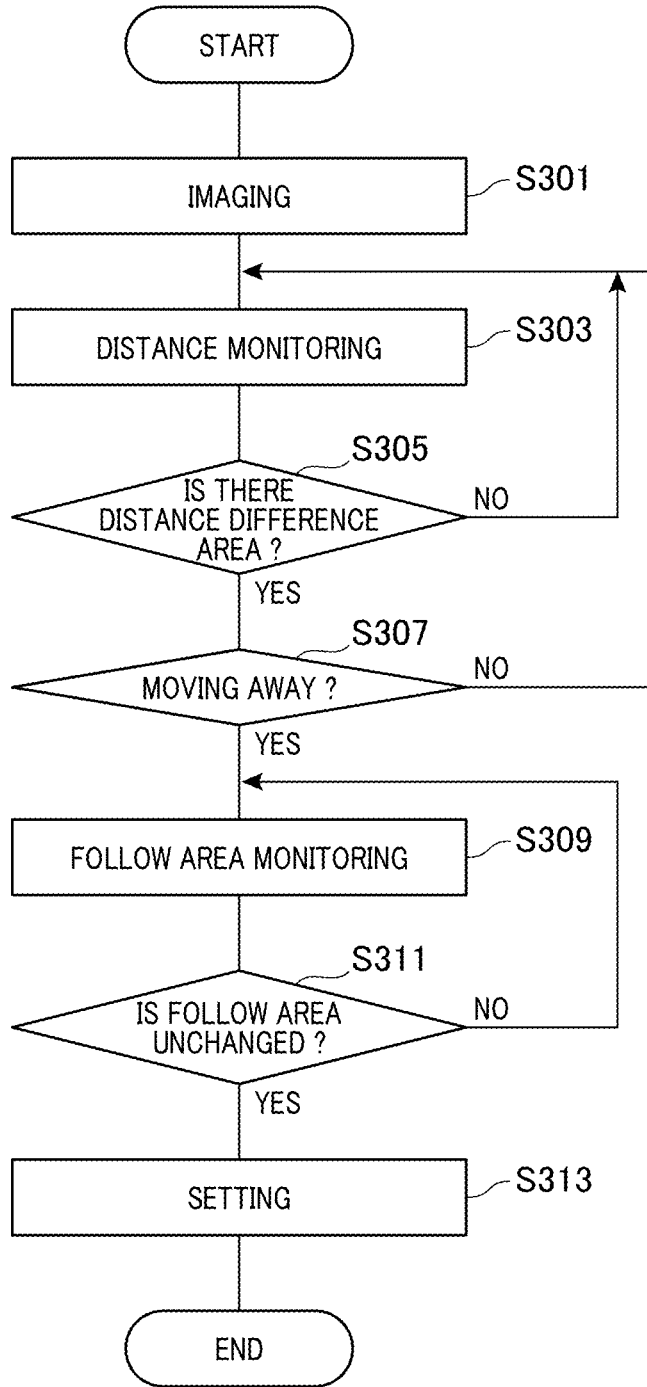 START
IMAGING
S301
DISTANCE MONITORING
S303
S305
IS THERE
DISTANCE DIFFERENCE
AREA ?
NO
YES
S307
MOVING AWAY ?
NO
YES
FOLLOW AREA MONITORING
S309
S311
IS FOLLOW AREA
UNCHANGED ?
NO
YES
SETTING
S313
END